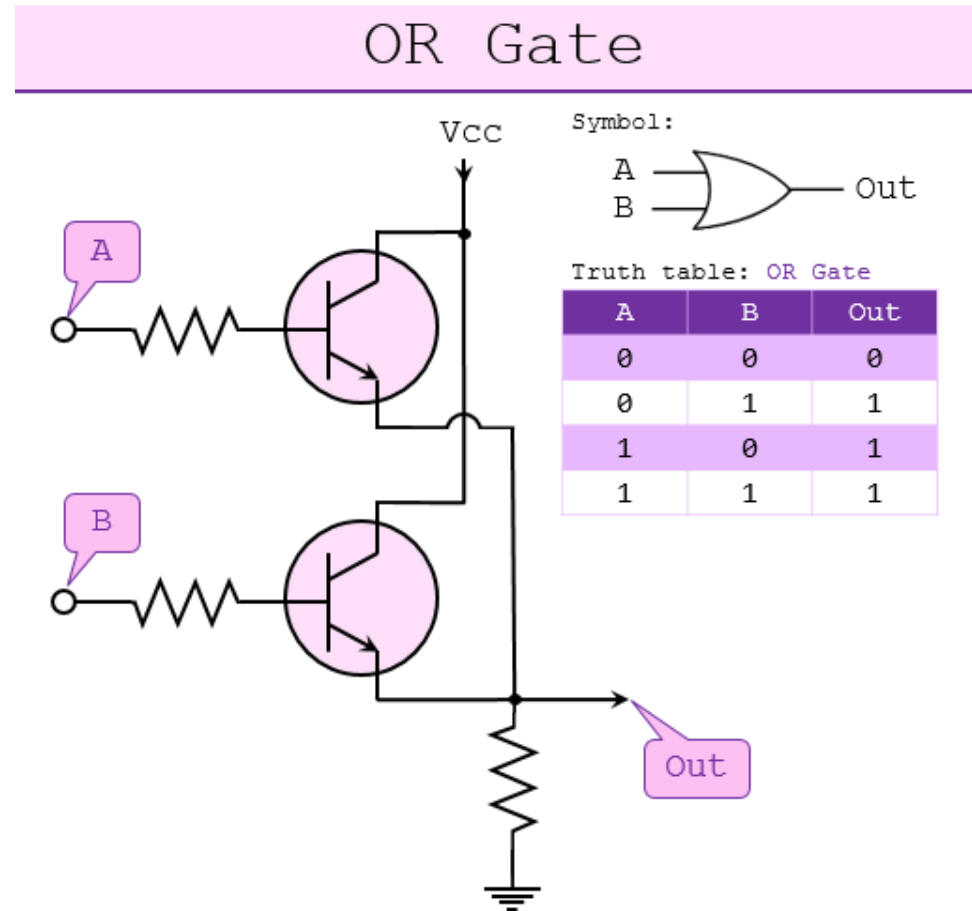 OR Gate
Vcc
Symbol:
A
B
Out
A
Truth table: OR Gate
A B Out
0 0 0
0 1 1
1 0 1
1 1 1
B
Out